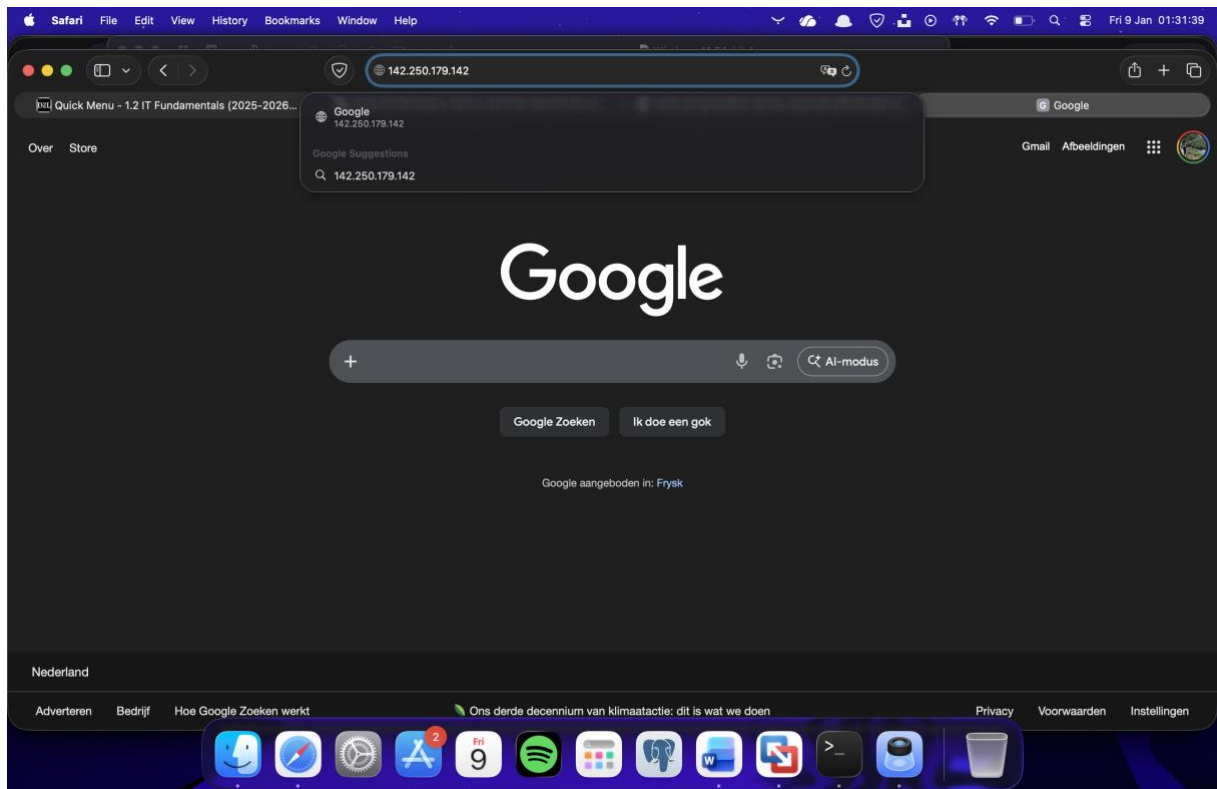 Safari File Edit View History Bookmarks Window Help Fri 9 Jan 01:31:39
142.250.179.142
Quick Menu - 1.2 IT Fundamentals (2025-2026...
G Google
Google
142.250.179.142
Google Suggestions
142.250.179.142
Over Store
Gmail Afbeeldingen
Google
AI-modus
Google Zoeken
Ik doe een gok
Google aangeboden in: Frysk
Nederland
Adverteren Bedrijf Hoe Google Zoeken werkt
Ons derde decennium van klimaatactie: dit is wat we doen
Privacy Voorwaarden Instellingen
2
Fri
9
W
>_